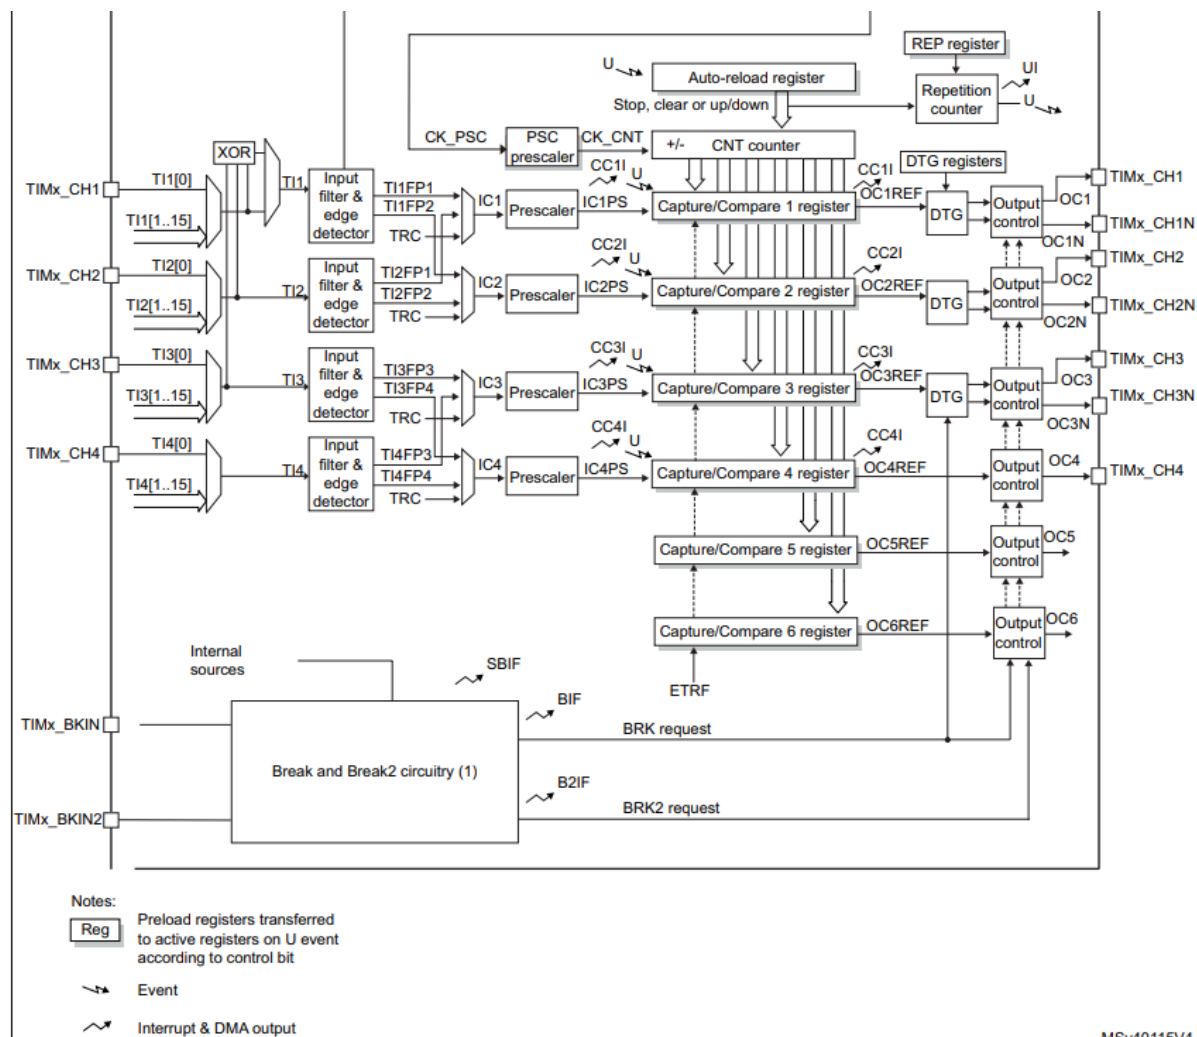 REP register
UI
U
Auto-reload register
Repetition
counter
U
Stop, clear or up/down
CK_PSC
PSC
prescaler
CK_CNT
+/-
CNT counter
DTG registers
XOR
TIMx_CH1
TI1[0]
TI1[1..15]
TI1
Input
filter &
edge
detector
TI1FP1
TI1FP2
TRC
IC1
Prescaler
IC1PS
CC1I
U
Capture/Compare 1 register
CC1I
OC1REF
DTG
Output
control
OC1
OC1N
TIMx_CH1
TIMx_CH1N
TIMx_CH2
TI2[0]
TI2[1..15]
TI2
Input
filter &
edge
detector
TI2FP1
TI2FP2
TRC
IC2
Prescaler
IC2PS
CC2I
U
Capture/Compare 2 register
CC2I
OC2REF
DTG
Output
control
OC2
OC2N
TIMx_CH2
TIMx_CH2N
TIMx_CH3
TI3[0]
TI3[1..15]
TI3
Input
filter &
edge
detector
TI3FP3
TI3FP4
TRC
IC3
Prescaler
IC3PS
CC3I
U
Capture/Compare 3 register
CC3I
OC3REF
DTG
Output
control
OC3
OC3N
TIMx_CH3
TIMx_CH3N
TIMx_CH4
TI4[0]
TI4[1..15]
TI4
Input
filter &
edge
detector
TI4FP3
TI4FP4
TRC
IC4
Prescaler
IC4PS
CC4I
U
Capture/Compare 4 register
CC4I
OC4REF
Output
control
OC4
TIMx_CH4
Capture/Compare 5 register
OC5REF
Output
control
OC5
Capture/Compare 6 register
OC6REF
Output
control
OC6
ETRF
Internal
sources
SBIF
TIMx_BKIN
BIF
BRK request
Break and Break2 circuitry (1)
B2IF
BRK2 request
TIMx_BKIN2
Notes:
Reg
Preload registers transferred
to active registers on U event
according to control bit
Event
Interrupt & DMA output